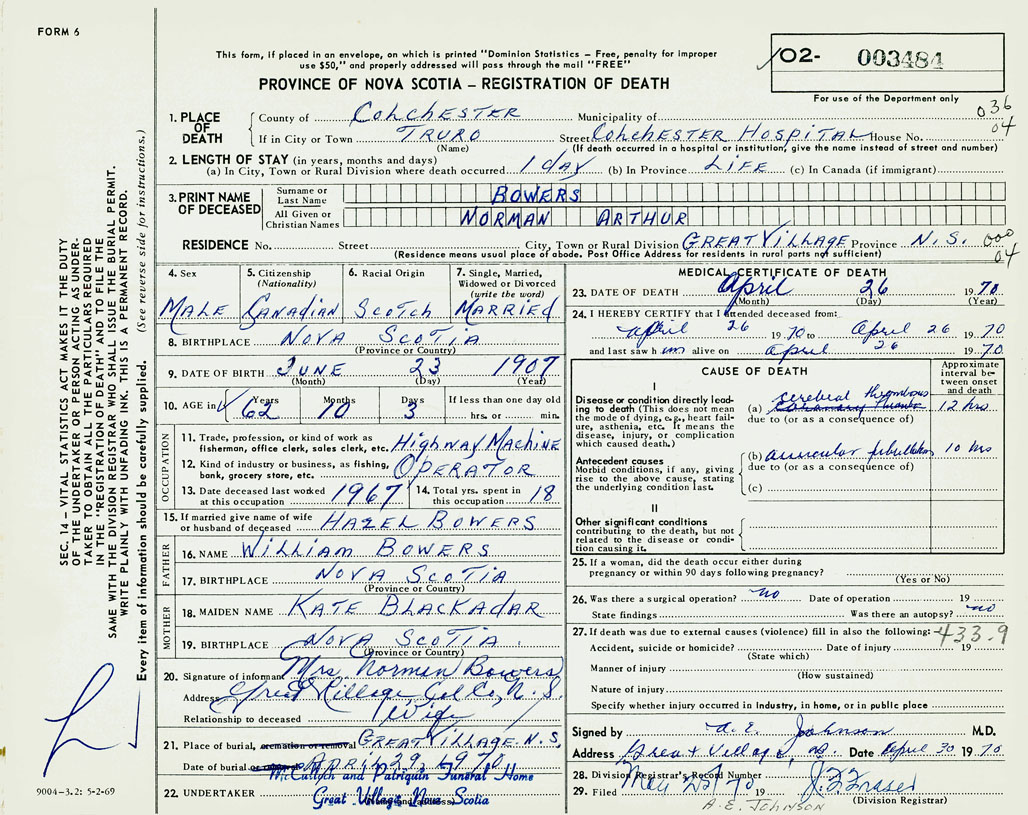 FORM 6
This form, if placed in an envelope, on which is printed "Dominion Statistics – Free, penalty for improper
use $50," and properly addressed will pass through the mail "FREE"
PROVINCE OF NOVA SCOTIA – REGISTRATION OF DEATH
O2- 003484
For use of the Department only
036
04
1. PLACE OF DEATH
County of COLCHESTER Municipality of
If in City or Town TRURO Street COLCHESTER HOSPITAL House No.
(Name) (If death occurred in a hospital or institution, give the name instead of street and number)
2. LENGTH OF STAY (in years, months and days)
(a) In City, Town or Rural Division where death occurred 1 day (b) In Province LIFE (c) In Canada (if immigrant)
3. PRINT NAME OF DECEASED
Surname or Last Name BOWERS
All Given or Christian Names NORMAN ARTHUR
RESIDENCE No. Street City, Town or Rural Division GREAT VILLAGE Province N.S. 000
04
(Residence means usual place of abode. Post Office Address for residents in rural parts not sufficient)
4. Sex 5. Citizenship (Nationality) 6. Racial Origin 7. Single, Married, Widowed or Divorced (write the word)
MALE Canadian SCOTCH MARRIED
8. BIRTHPLACE NOVA SCOTIA
(Province or Country)
9. DATE OF BIRTH JUNE 23 1907
(Month) (Day) (Year)
10. AGE in Years Months Days If less than one day old
62 10 3 hrs. or min.
OCCUPATION
11. Trade, profession, or kind of work as fisherman, office clerk, sales clerk, etc. HIGHWAY MACHINE
12. Kind of industry or business, as fishing, bank, grocery store, etc. OPERATOR
13. Date deceased last worked at this occupation 1967 14. Total yrs. spent in this occupation 18
15. If married give name of wife or husband of deceased HAZEL BOWERS
FATHER
16. NAME WILLIAM BOWERS
17. BIRTHPLACE NOVA SCOTIA
(Province or Country)
MOTHER
18. MAIDEN NAME KATE BLACKADAR
19. BIRTHPLACE NOVA SCOTIA
(Province or Country)
20. Signature of informant Mrs. Norman Bowers
Address Great Village Col Co, N.S.
Relationship to deceased Wife
21. Place of burial, cremation or removal GREAT VILLAGE N.S.
Date of burial or removal APRIL 29, 1970
McCulloch and Patriquin Funeral Home
22. UNDERTAKER Great Village Nova Scotia
(Name and address)
MEDICAL CERTIFICATE OF DEATH
23. DATE OF DEATH April 26 1970
(Month) (Day) (Year)
24. I HEREBY CERTIFY that I attended deceased from:
April 26 1970 to April 26 1970
and last saw him alive on April 26 1970
CAUSE OF DEATH
Approximate interval between onset and death
I
Disease or condition directly leading to death (This does not mean the mode of dying, e.g., heart failure, asthenia, etc. It means the disease, injury, or complication which caused death.)
cerebral thrombosis
(a) Coronary 12 hrs
due to (or as a consequence of)
Antecedent causes
Morbid conditions, if any, giving rise to the above cause, stating the underlying condition last.
(b) auricular fibrillation 10 mo
due to (or as a consequence of)
(c)
II
Other significant conditions contributing to the death, but not related to the disease or condition causing it.
25. If a woman, did the death occur either during
pregnancy or within 90 days following pregnancy?
(Yes or No)
26. Was there a surgical operation? no Date of operation 19
State findings Was there an autopsy? no
27. If death was due to external causes (violence) fill in also the following: 433.9
Accident, suicide or homicide? Date of injury 19
(State which)
Manner of injury
(How sustained)
Nature of injury
Specify whether injury occurred in industry, in home, or in public place
Signed by A. E. Johnson M.D.
Address Great Village, NS. Date April 30 1970
28. Division Registrar's Record Number
29. Filed May 70 19 Fraser
A. E. JOHNSON (Division Registrar)
SEC. 14 – VITAL STATISTICS ACT MAKES IT THE DUTY
OF THE UNDERTAKER OR PERSON ACTING AS UNDERTAKER
TO OBTAIN ALL THE PARTICULARS REQUIRED
IN THE "REGISTRATION OF DEATH" AND TO FILE THE
SAME WITH THE DIVISION REGISTRAR WHO SHALL ISSUE THE BURIAL PERMIT.
WRITE PLAINLY WITH UNFADING INK. THIS IS A PERMANENT RECORD.
Every item of information should be carefully supplied. (See reverse side for instructions.)
9004–3.2: 5-2-69